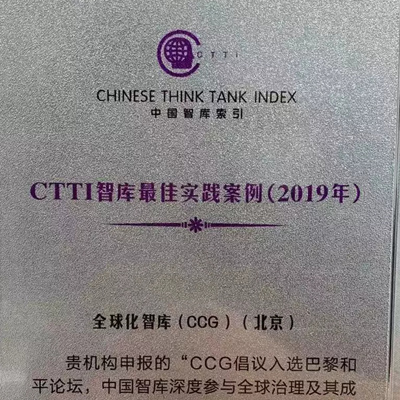 CTTI
CHINESE THINK TANK INDEX
中国智库索引
CTTI智库最佳实践案例(2019年)
全球化智库(CCG)(北京)
贵机构申报的“CCG倡议入选巴黎和
平论坛，中国智库深度参与全球治理及其成